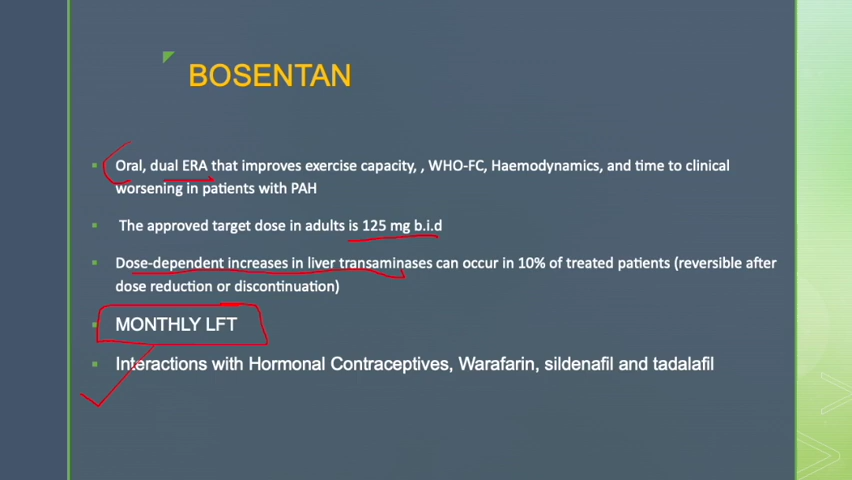 BOSENTAN
Oral, dual ERA that improves exercise capacity, , WHO-FC, Haemodynamics, and time to clinical
worsening in patients with PAH
The approved target dose in adults is 125 mg b.i.d
Dose-dependent increases in liver transaminases can occur in 10% of treated patients (reversible after
dose reduction or discontinuation)
MONTHLY LFT
Interactions with Hormonal Contraceptives, Warafarin, sildenafil and tadalafil